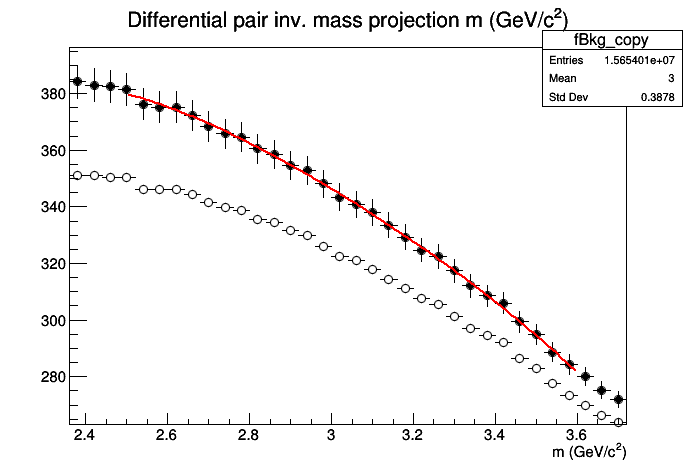 Differential pair inv. mass projection m (GeV/c²)
fBkg_copy
Entries 1.565401e+07
Mean 3
Std Dev 0.3878
380
360
340
320
300
280
2.4 2.6 2.8 3 3.2 3.4 3.6
m (GeV/c²)